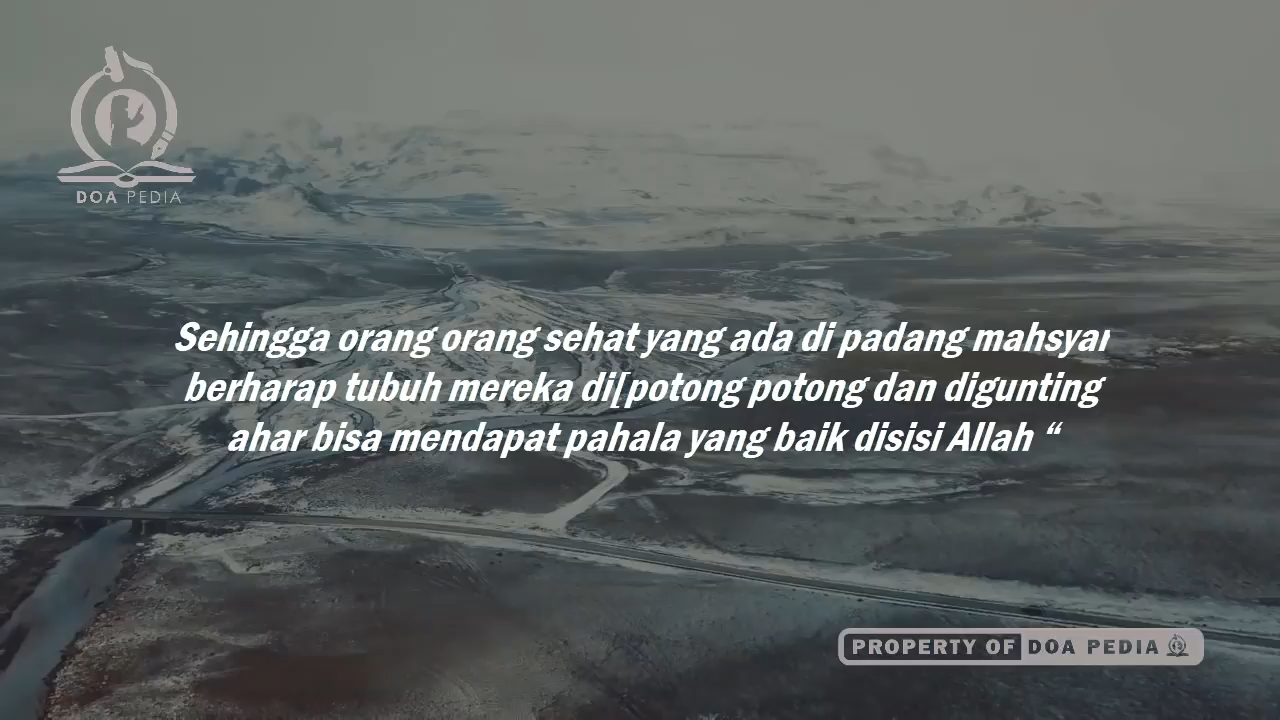 DOA PEDIA
Sehingga orang orang sehat yang ada di padang mahsyar
berharap tubuh mereka di[potong potong dan digunting
ahar bisa mendapat pahala yang baik disisi Allah “
PROPERTY OF DOA PEDIA